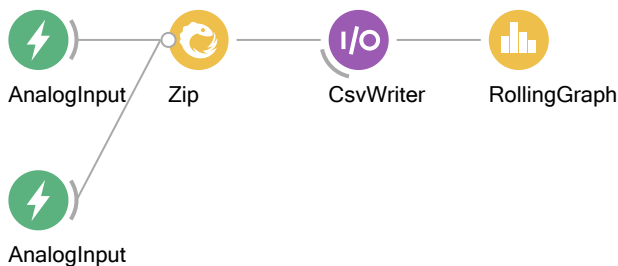 I/O
AnalogInput
Zip
CsvWriter
RollingGraph
AnalogInput